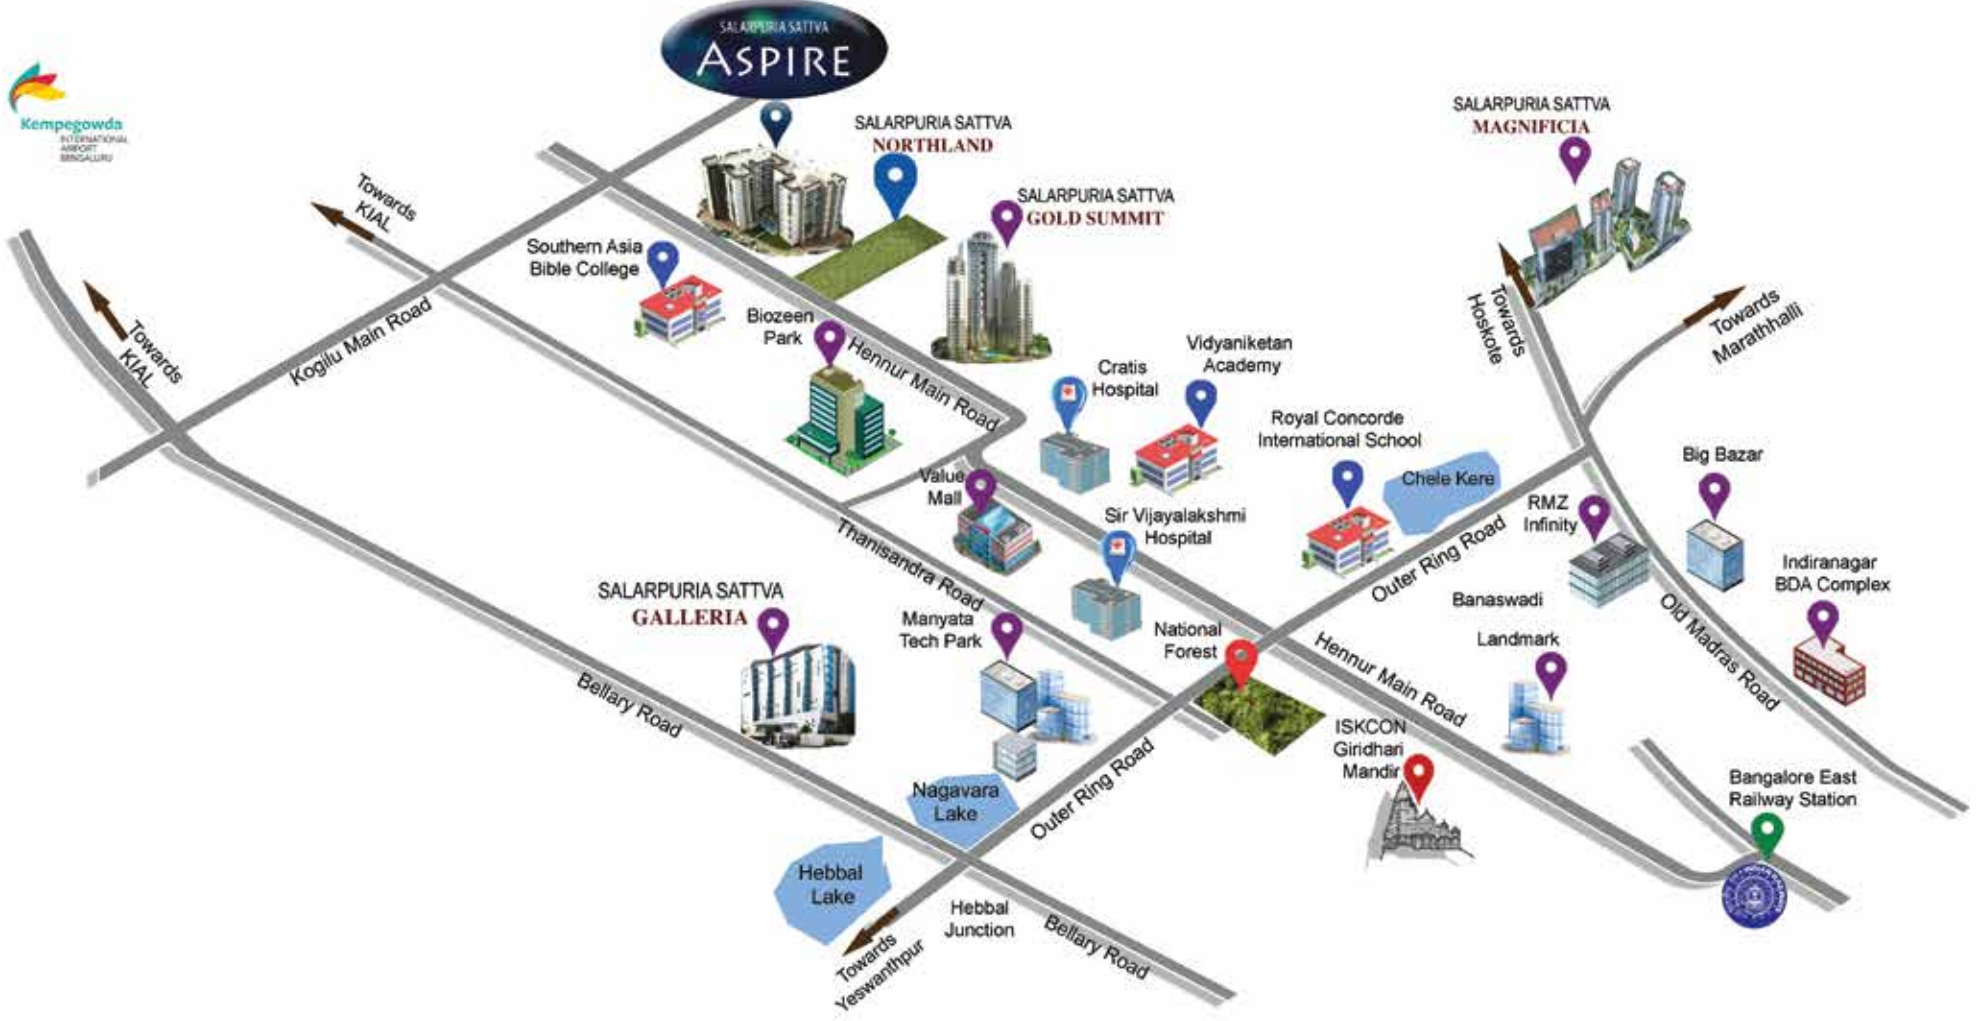 SALARPURIA SATTVA
ASPIRE
Kempegowda
INTERNATIONAL
AIRPORT
BENGALURU
SALARPURIA SATTVA
NORTHLAND
SALARPURIA SATTVA
MAGNIFICIA
Towards
KIAL
SALARPURIA SATTVA
GOLD SUMMIT
Southern Asia
Bible College
Biozeen
Park
Towards
Hoskote
Towards
Marathhalli
Towards
KIAL
Kogilu Main Road
Hennur Main Road
Cratis
Hospital
Vidyaniketan
Academy
Royal Concorde
International School
Chele Kere
Big Bazar
Value
Mall
RMZ
Infinity
Sir Vijayalakshmi
Hospital
Thanisandra Road
Outer Ring Road
Indiranagar
BDA Complex
SALARPURIA SATTVA
GALLERIA
Manyata
Tech Park
National
Forest
Banaswadi
Landmark
Old Madras Road
Hennur Main Road
Bellary Road
ISKCON
Giridhari
Mandir
Outer Ring Road
Nagavara
Lake
Bangalore East
Railway Station
Hebbal
Lake
Hebbal
Junction
Bellary Road
Towards
Yeswanthpur